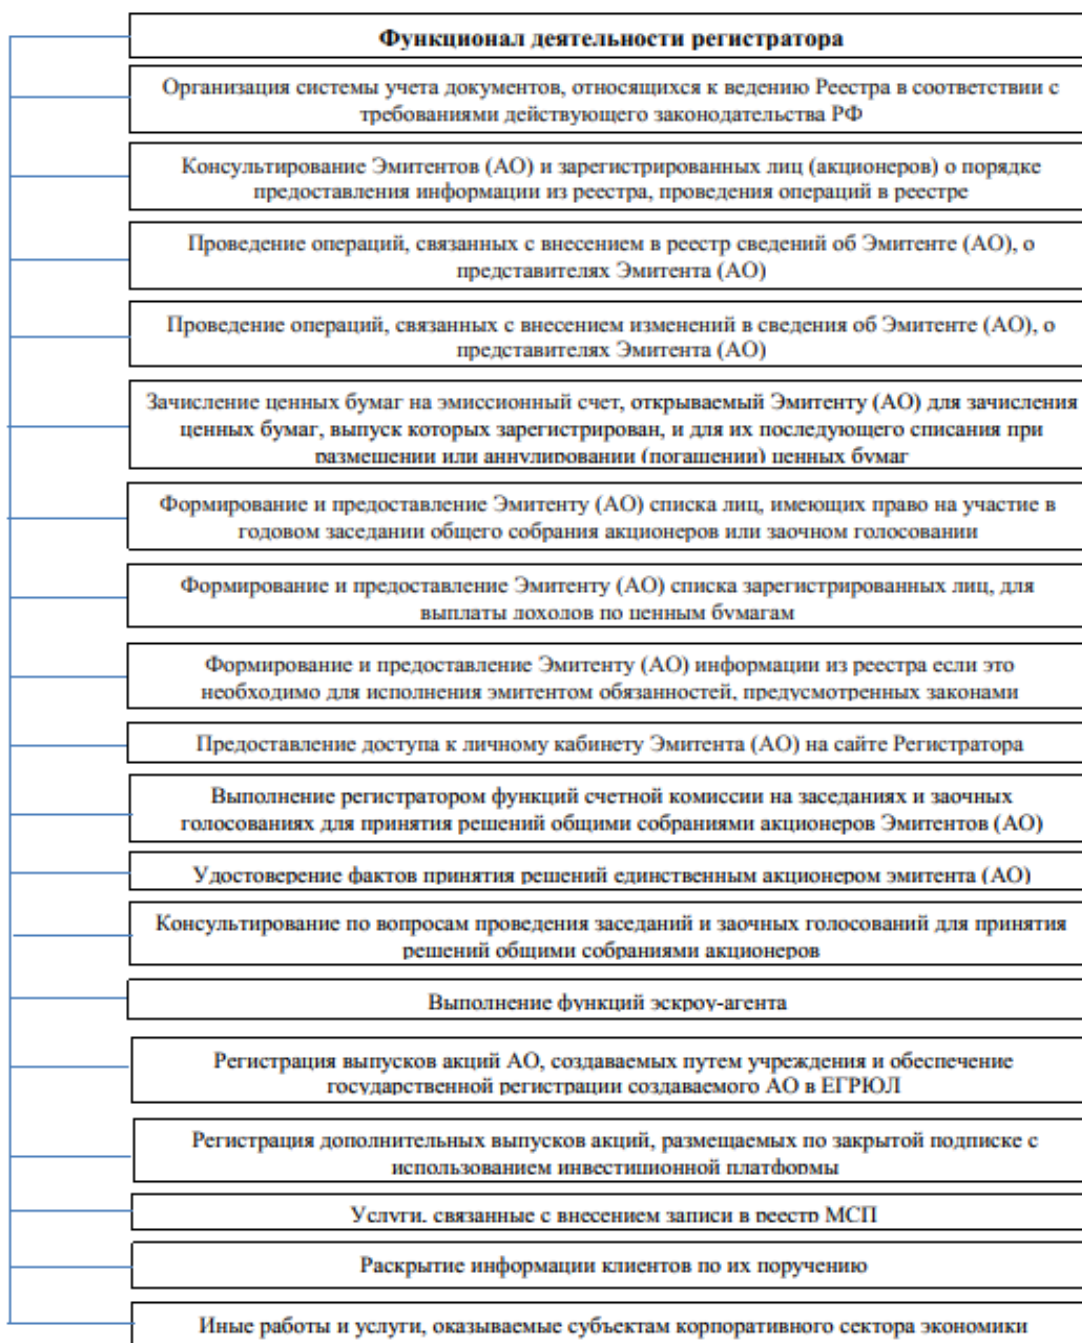 Функционал деятельности регистратора
Организация системы учета документов, относящихся к ведению Реестра в соответствии с
требованиями действующего законодательства РФ
Консультирование Эмитентов (АО) и зарегистрированных лиц (акционеров) о порядке
предоставления информации из реестра, проведения операций в реестре
Проведение операций, связанных с внесением в реестр сведений об Эмитенте (АО), о
представителях Эмитента (АО)
Проведение операций, связанных с внесением изменений в сведения об Эмитенте (АО), о
представителях Эмитента (АО)
Зачисление ценных бумаг на эмиссионный счет, открываемый Эмитенту (АО) для зачисления
ценных бумаг, выпуск которых зарегистрирован, и для их последующего списания при
размещении или аннулировании (погашении) ценных бумаг
Формирование и предоставление Эмитенту (АО) списка лиц, имеющих право на участие в
годовом заседании общего собрания акционеров или заочном голосовании
Формирование и предоставление Эмитенту (АО) списка зарегистрированных лиц, для
выплаты доходов по ценным бумагам
Формирование и предоставление Эмитенту (АО) информации из реестра если это
необходимо для исполнения эмитентом обязанностей, предусмотренных законами
Предоставление доступа к личному кабинету Эмитента (АО) на сайте Регистратора
Выполнение регистратором функций счетной комиссии на заседаниях и заочных
голосованиях для принятия решений общими собраниями акционеров Эмитентов (АО)
Удостоверение фактов принятия решений единственным акционером эмитента (АО)
Консультирование по вопросам проведения заседаний и заочных голосований для принятия
решений общими собраниями акционеров
Выполнение функций эскроу-агента
Регистрация выпусков акций АО, создаваемых путем учреждения и обеспечение
государственной регистрации создаваемого АО в ЕГРЮЛ
Регистрация дополнительных выпусков акций, размещаемых по закрытой подписке с
использованием инвестиционной платформы
Услуги, связанные с внесением записи в реестр МСП
Раскрытие информации клиентов по их поручению
Иные работы и услуги, оказываемые субъектам корпоративного сектора экономики